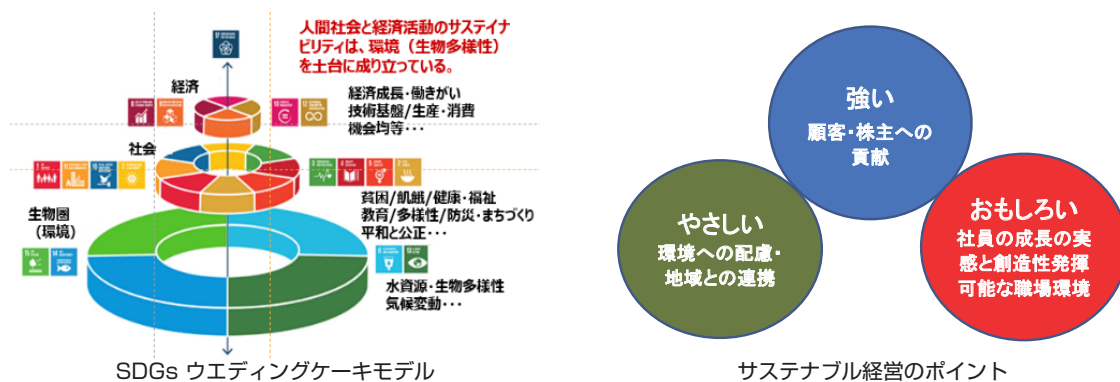 人間社会と経済活動のサステイナ
ビリティは、環境（生物多様性）
を土台に成り立っている。
経済
経済成長・働きがい
技術基盤/生産・消費
機会均等・・・
社会
貧困/飢餓/健康・福祉
教育/多様性/防災・まちづくり
平和と公正・・・
生物圏
（環境）
水資源・生物多様性
気候変動・・・
SDGs ウエディングケーキモデル
強い
顧客・株主への
貢献
やさしい
環境への配慮・
地域との連携
おもしろい
社員の成長の実
感と創造性発揮
可能な職場環境
サステナブル経営のポイント